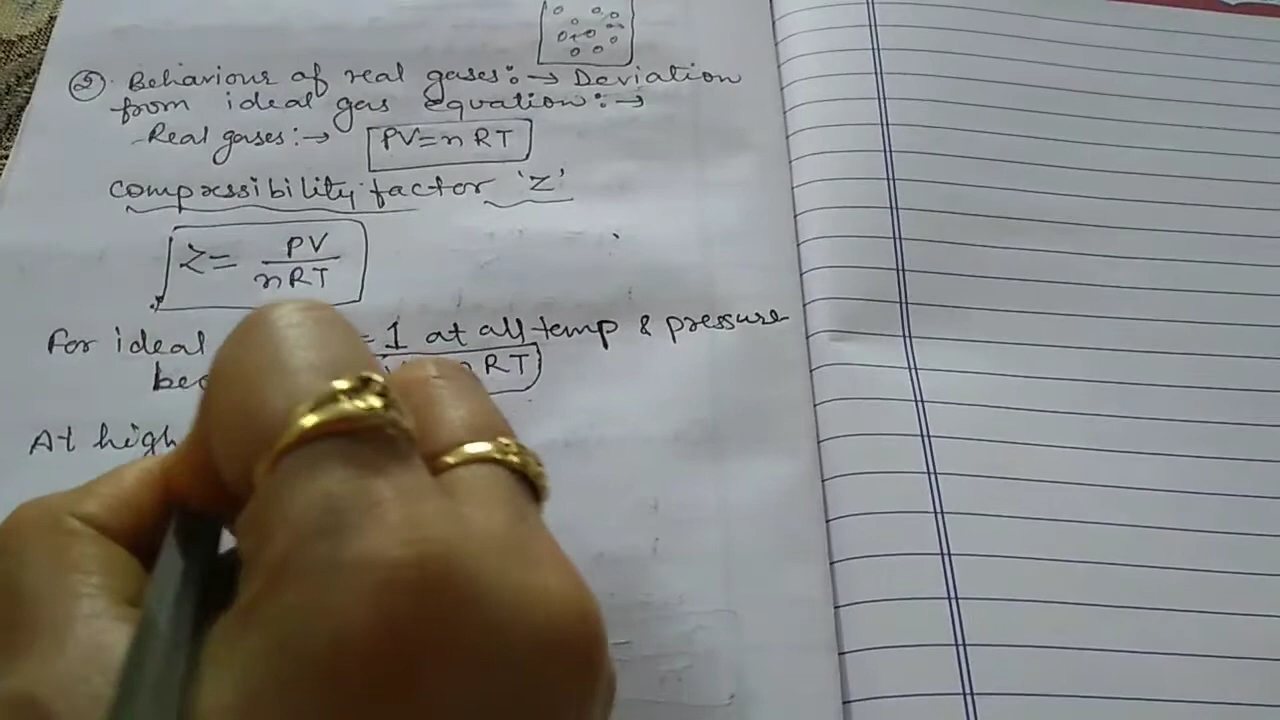 ② Behaviour of real gases:→ Deviation
from ideal gas equation:→
-Real gases:→ PV=nRT
compressibility factor 'Z'
Z= PV
nRT
For ideal = 1 at all temp & pressure
RT
At high